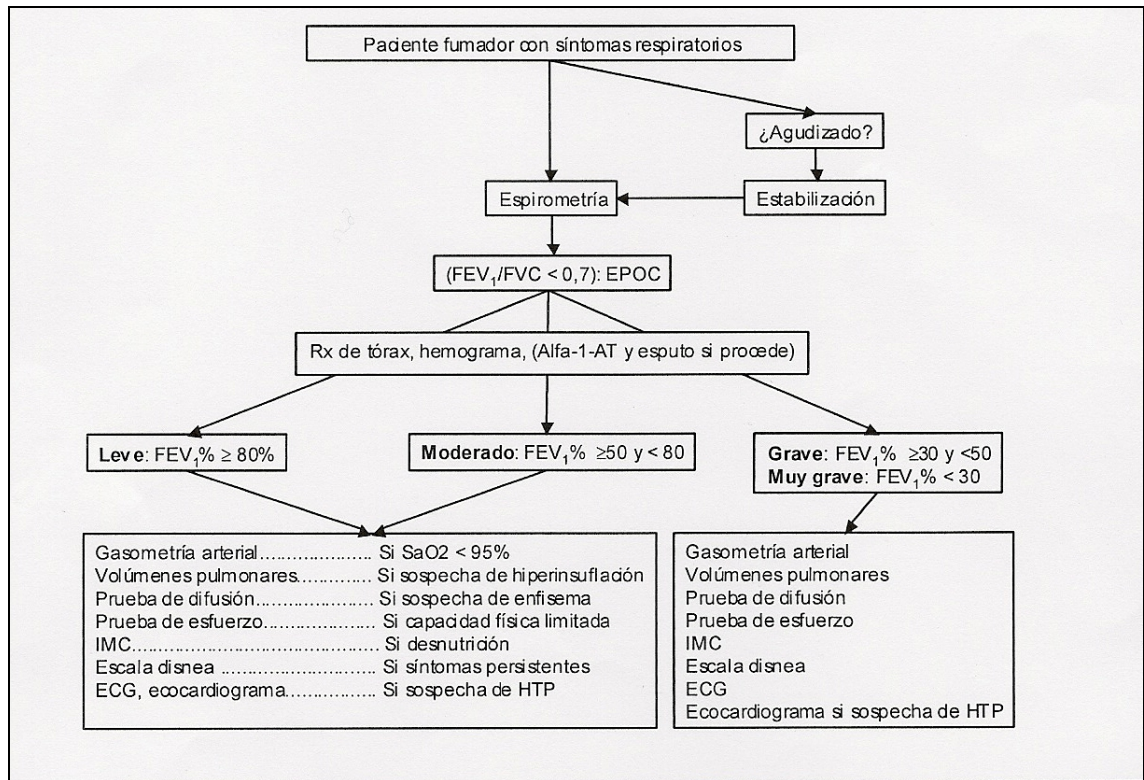 Paciente fumador con síntomas respiratorios
¿Agudizado?
Espirometría
Estabilización
(FEV₁/FVC < 0,7): EPOC
Rx de tórax, hemograma, (Alfa-1-AT y esputo si procede)
Leve: FEV₁% ≥ 80%
Moderado: FEV₁% ≥50 y < 80
Grave: FEV₁% ≥30 y <50
Muy grave: FEV₁% < 30
Gasometría arterial.................... Si SaO2 < 95%
Volúmenes pulmonares............. Si sospecha de hiperinsuflación
Prueba de difusión.................... Si sospecha de enfisema
Prueba de esfuerzo.................... Si capacidad física limitada
IMC............................................ Si desnutrición
Escala disnea ........................... Si síntomas persistentes
ECG, ecocardiograma............... Si sospecha de HTP
Gasometría arterial
Volúmenes pulmonares
Prueba de difusión
Prueba de esfuerzo
IMC
Escala disnea
ECG
Ecocardiograma si sospecha de HTP